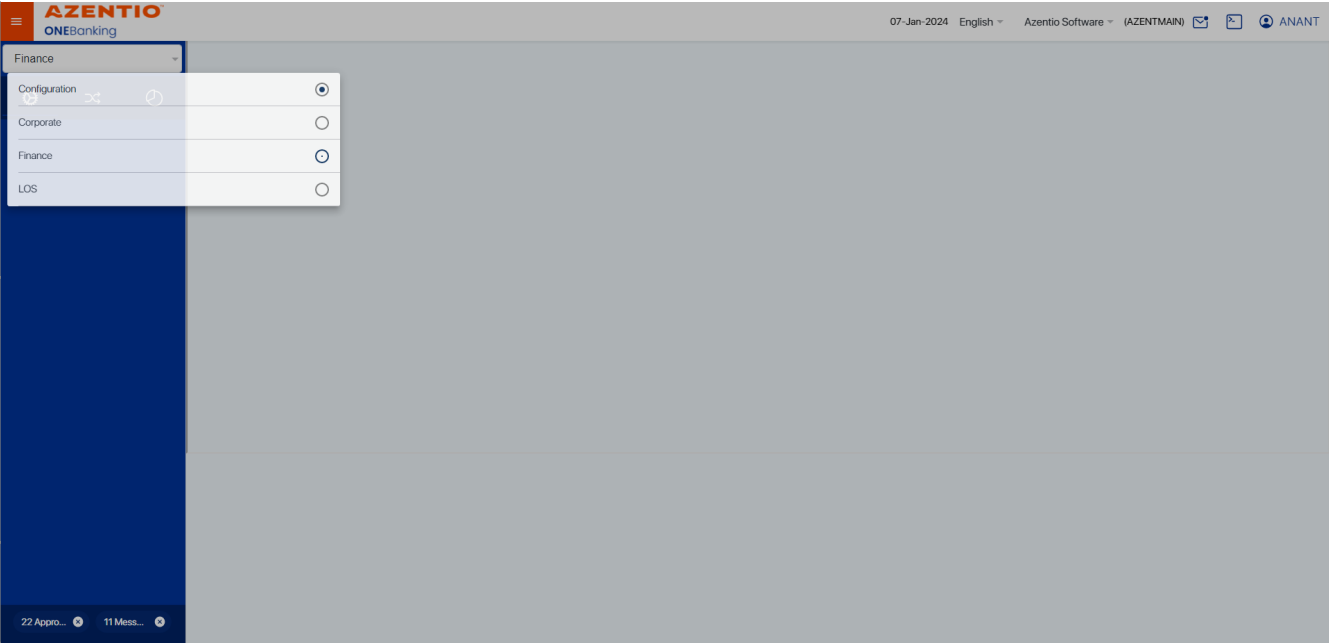 AZENTIO
ONEBanking
07-Jan-2024 English Azentio Software (AZENTMAIN) ANANT
Finance
Configuration
Corporate
Finance
LOS
22 Appro... 11 Mess...